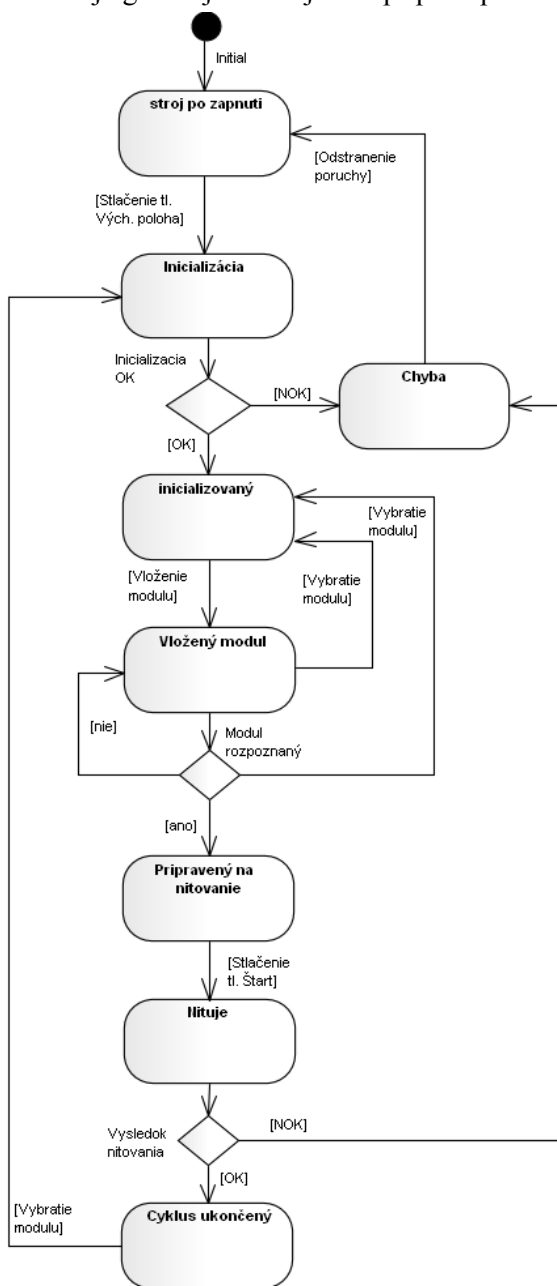 Initial
stroj po zapnuti
[Odstranenie
poruchy]
[Stlačenie tl.
Vých. poloha]
Inicializácia
Inicializacia
OK
Chyba
[NOK]
[OK]
inicializovaný
[Vybratie
modulu]
[Vloženie
modulu]
[Vybratie
modulu]
Vložený modul
[nie]
Modul
rozpoznaný
[ano]
Pripravený na
nitovanie
[Stlačenie
tl. Štart]
Nituje
Vysledok
nitovania
[NOK]
[OK]
[Vybratie
modulu]
Cyklus ukončený